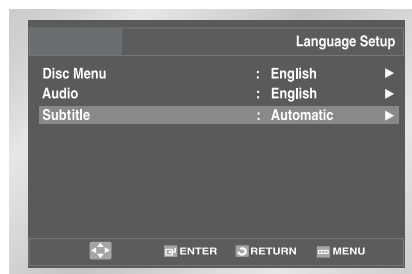 Language Setup
Disc Menu : English ►
Audio : English ►
Subtitle : Automatic ►
ENTER RETURN MENU